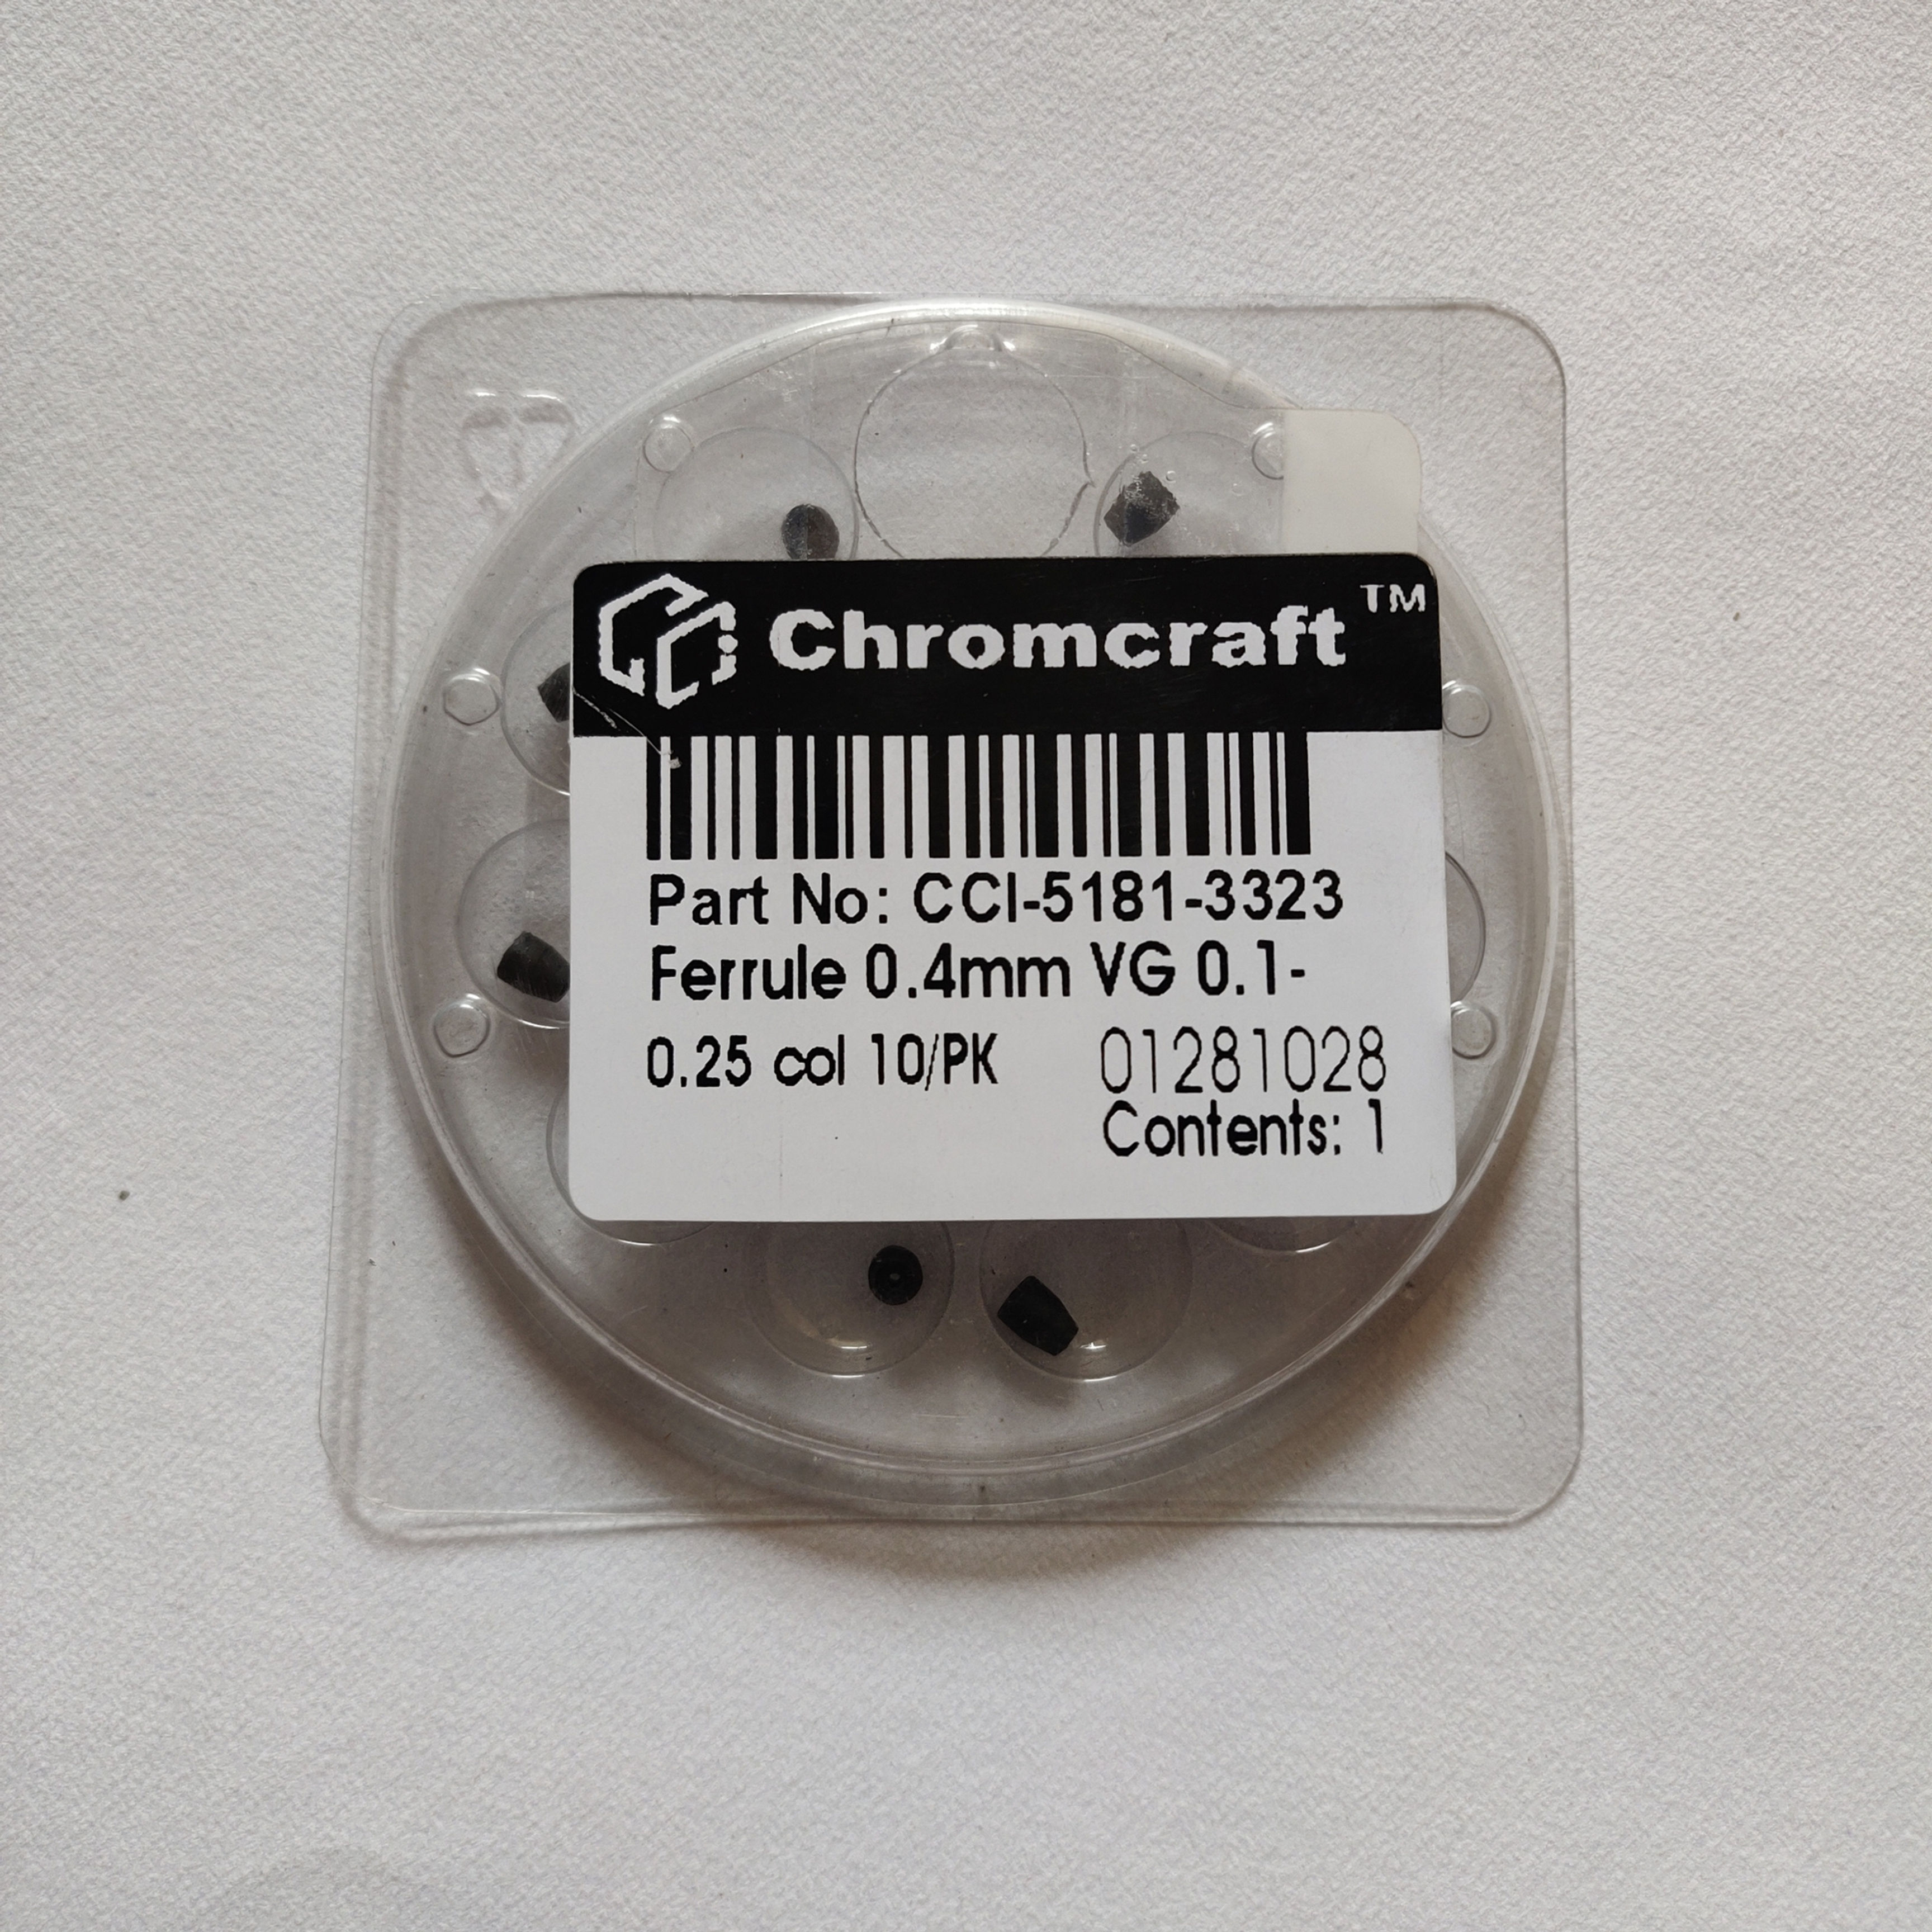 Chromcraft™
Part No: CCI-5181-3323
Ferrule 0.4mm VG 0.1-
0.25 col 10/PK 01281028
Contents: 1